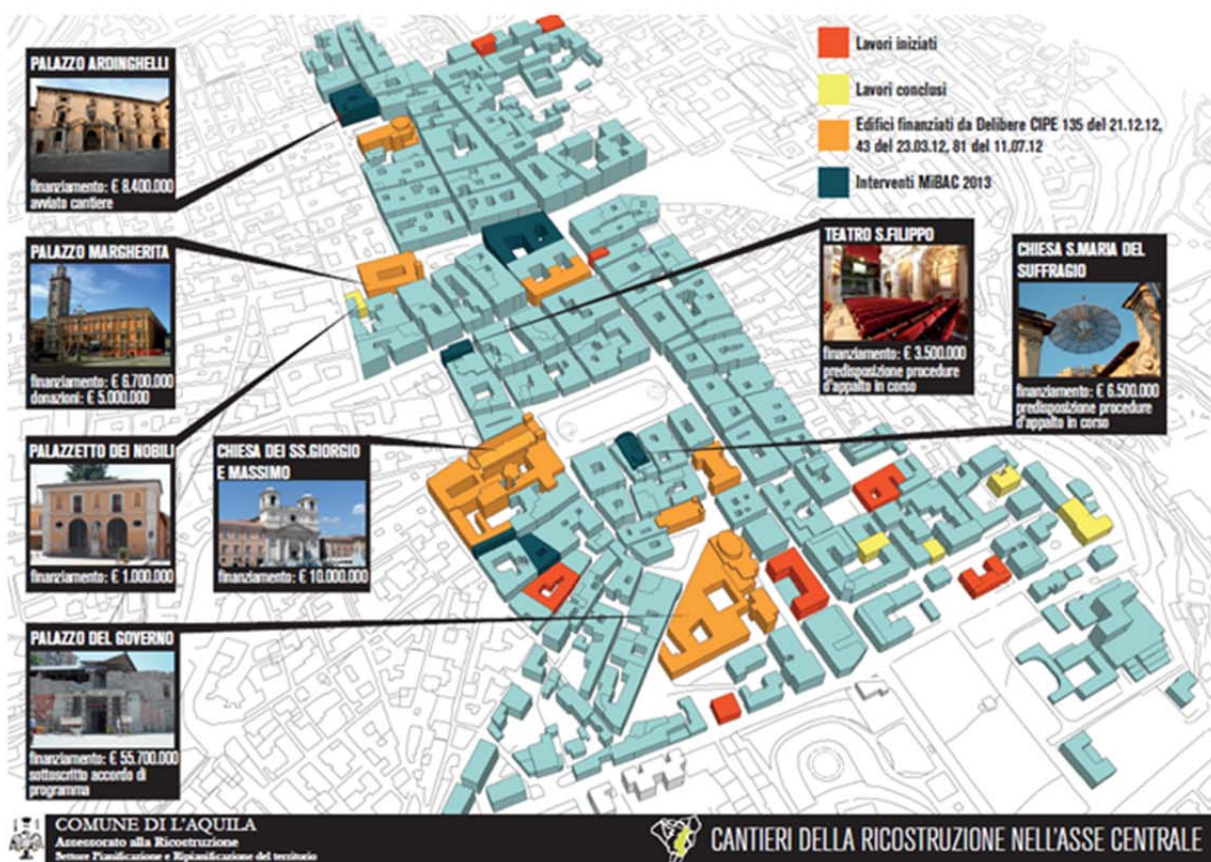 PALAZZO ARDINGHELLI
finanziamento: € 8.400.000
avviato cantiere
PALAZZO MARGHERITA
finanziamento: € 6.700.000
donazioni: € 5.000.000
PALAZZETTO DEI NOBILI
finanziamento: € 1.000.000
CHIESA DEI SS.GIORGIO
E MASSIMO
finanziamento: € 10.000.000
PALAZZO DEL GOVERNO
finanziamento: € 55.700.000
sottoscritto accordo di
programma
Lavori iniziati
Lavori conclusi
Edifici finanziati da Delibere CIPE 135 del 21.12.12,
43 del 23.03.12, 81 del 11.07.12
Interventi MiBAC 2013
TEATRO S.FILIPPO
finanziamento: € 3.500.000
predisposizione procedure
d'appalto in corso
CHIESA S.MARIA DEL
SUFFRAGIO
finanziamento: € 6.500.000
predisposizione procedure
d'appalto in corso
COMUNE DI L'AQUILA
Assessorato alla Ricostruzione
Settore Pianificazione e Ripianificazione del territorio
CANTIERI DELLA RICOSTRUZIONE NELL'ASSE CENTRALE